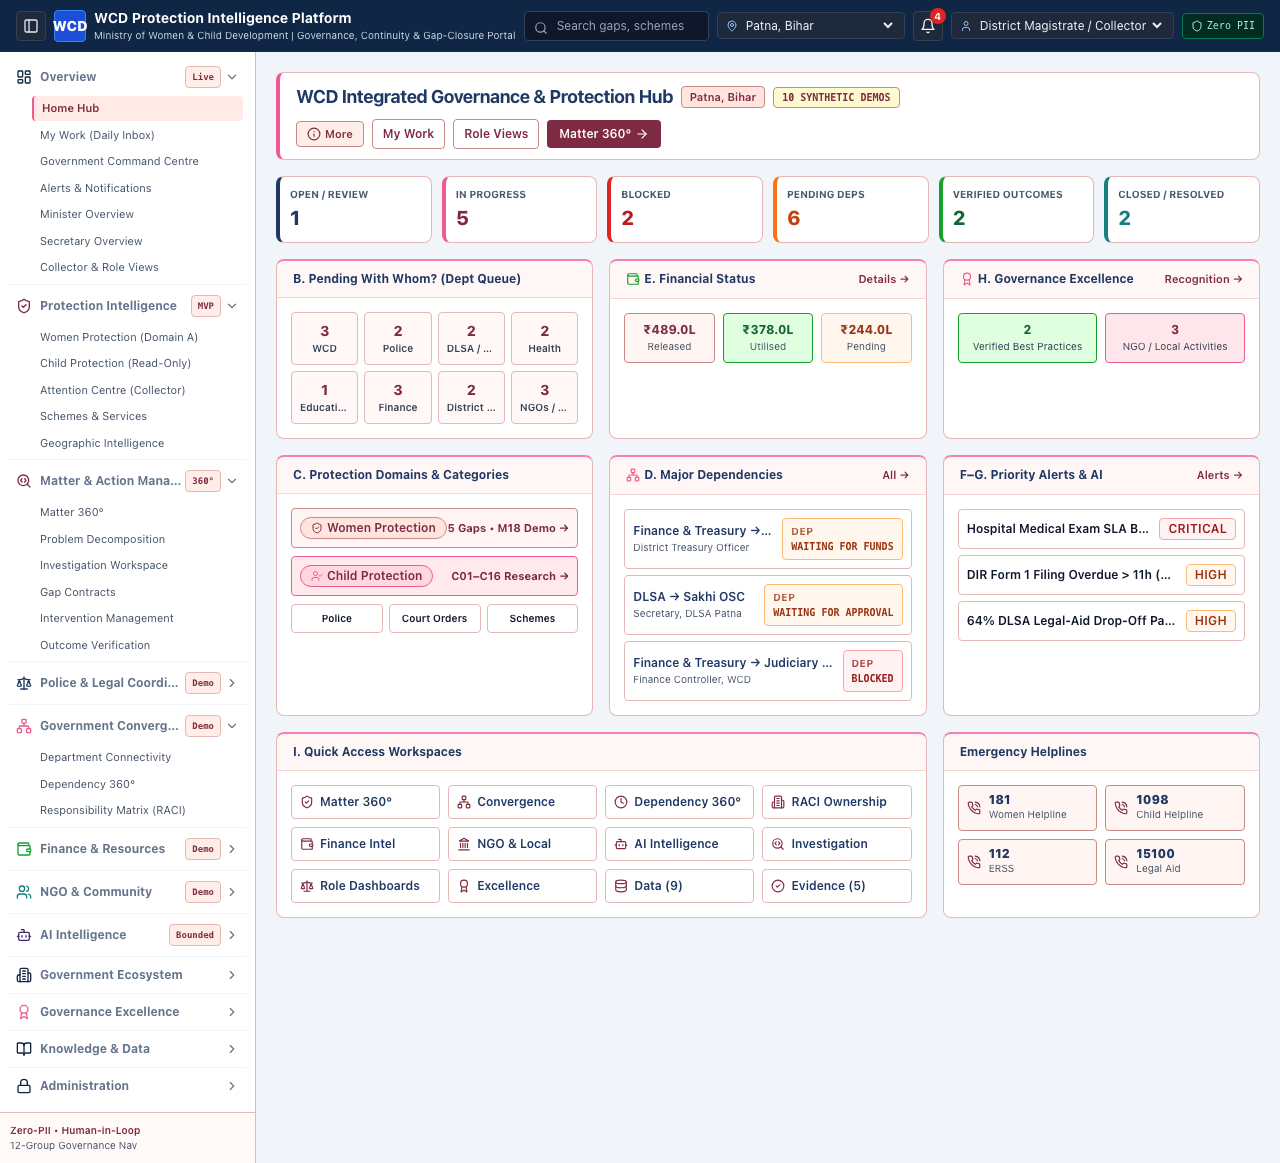 WCD
WCD Protection Intelligence Platform
Ministry of Women & Child Development | Governance, Continuity & Gap-Closure Portal
Search gaps, schemes
Patna, Bihar
4
District Magistrate / Collector
Zero PII
Overview
Live
Home Hub
My Work (Daily Inbox)
Government Command Centre
Alerts & Notifications
Minister Overview
Secretary Overview
Collector & Role Views
Protection Intelligence
MVP
Women Protection (Domain A)
Child Protection (Read-Only)
Attention Centre (Collector)
Schemes & Services
Geographic Intelligence
Matter & Action Mana...
360°
Matter 360°
Problem Decomposition
Investigation Workspace
Gap Contracts
Intervention Management
Outcome Verification
Police & Legal Coordi...
Demo
Government Converg...
Demo
Department Connectivity
Dependency 360°
Responsibility Matrix (RACI)
Finance & Resources
Demo
NGO & Community
Demo
AI Intelligence
Bounded
Government Ecosystem
Governance Excellence
Knowledge & Data
Administration
Zero-PII • Human-in-Loop
12-Group Governance Nav
WCD Integrated Governance & Protection Hub
Patna, Bihar
10 SYNTHETIC DEMOS
More
My Work
Role Views
Matter 360° →
OPEN / REVIEW
1
IN PROGRESS
5
BLOCKED
2
PENDING DEPS
6
VERIFIED OUTCOMES
2
CLOSED / RESOLVED
2
B. Pending With Whom? (Dept Queue)
3
WCD
2
Police
2
DLSA / ...
2
Health
1
Educati...
3
Finance
2
District ...
3
NGOs / ...
E. Financial Status
Details →
₹489.0L
Released
₹378.0L
Utilised
₹244.0L
Pending
H. Governance Excellence
Recognition →
2
Verified Best Practices
3
NGO / Local Activities
C. Protection Domains & Categories
Women Protection
5 Gaps • M18 Demo →
Child Protection
C01–C16 Research →
Police
Court Orders
Schemes
D. Major Dependencies
All →
Finance & Treasury →...
District Treasury Officer
DEP
WAITING FOR FUNDS
DLSA → Sakhi OSC
Secretary, DLSA Patna
DEP
WAITING FOR APPROVAL
Finance & Treasury → Judiciary ...
Finance Controller, WCD
DEP
BLOCKED
F–G. Priority Alerts & AI
Alerts →
Hospital Medical Exam SLA B...
CRITICAL
DIR Form 1 Filing Overdue > 11h (...
HIGH
64% DLSA Legal-Aid Drop-Off Pa...
HIGH
I. Quick Access Workspaces
Matter 360°
Convergence
Dependency 360°
RACI Ownership
Finance Intel
NGO & Local
AI Intelligence
Investigation
Role Dashboards
Excellence
Data (9)
Evidence (5)
Emergency Helplines
181
Women Helpline
1098
Child Helpline
112
ERSS
15100
Legal Aid